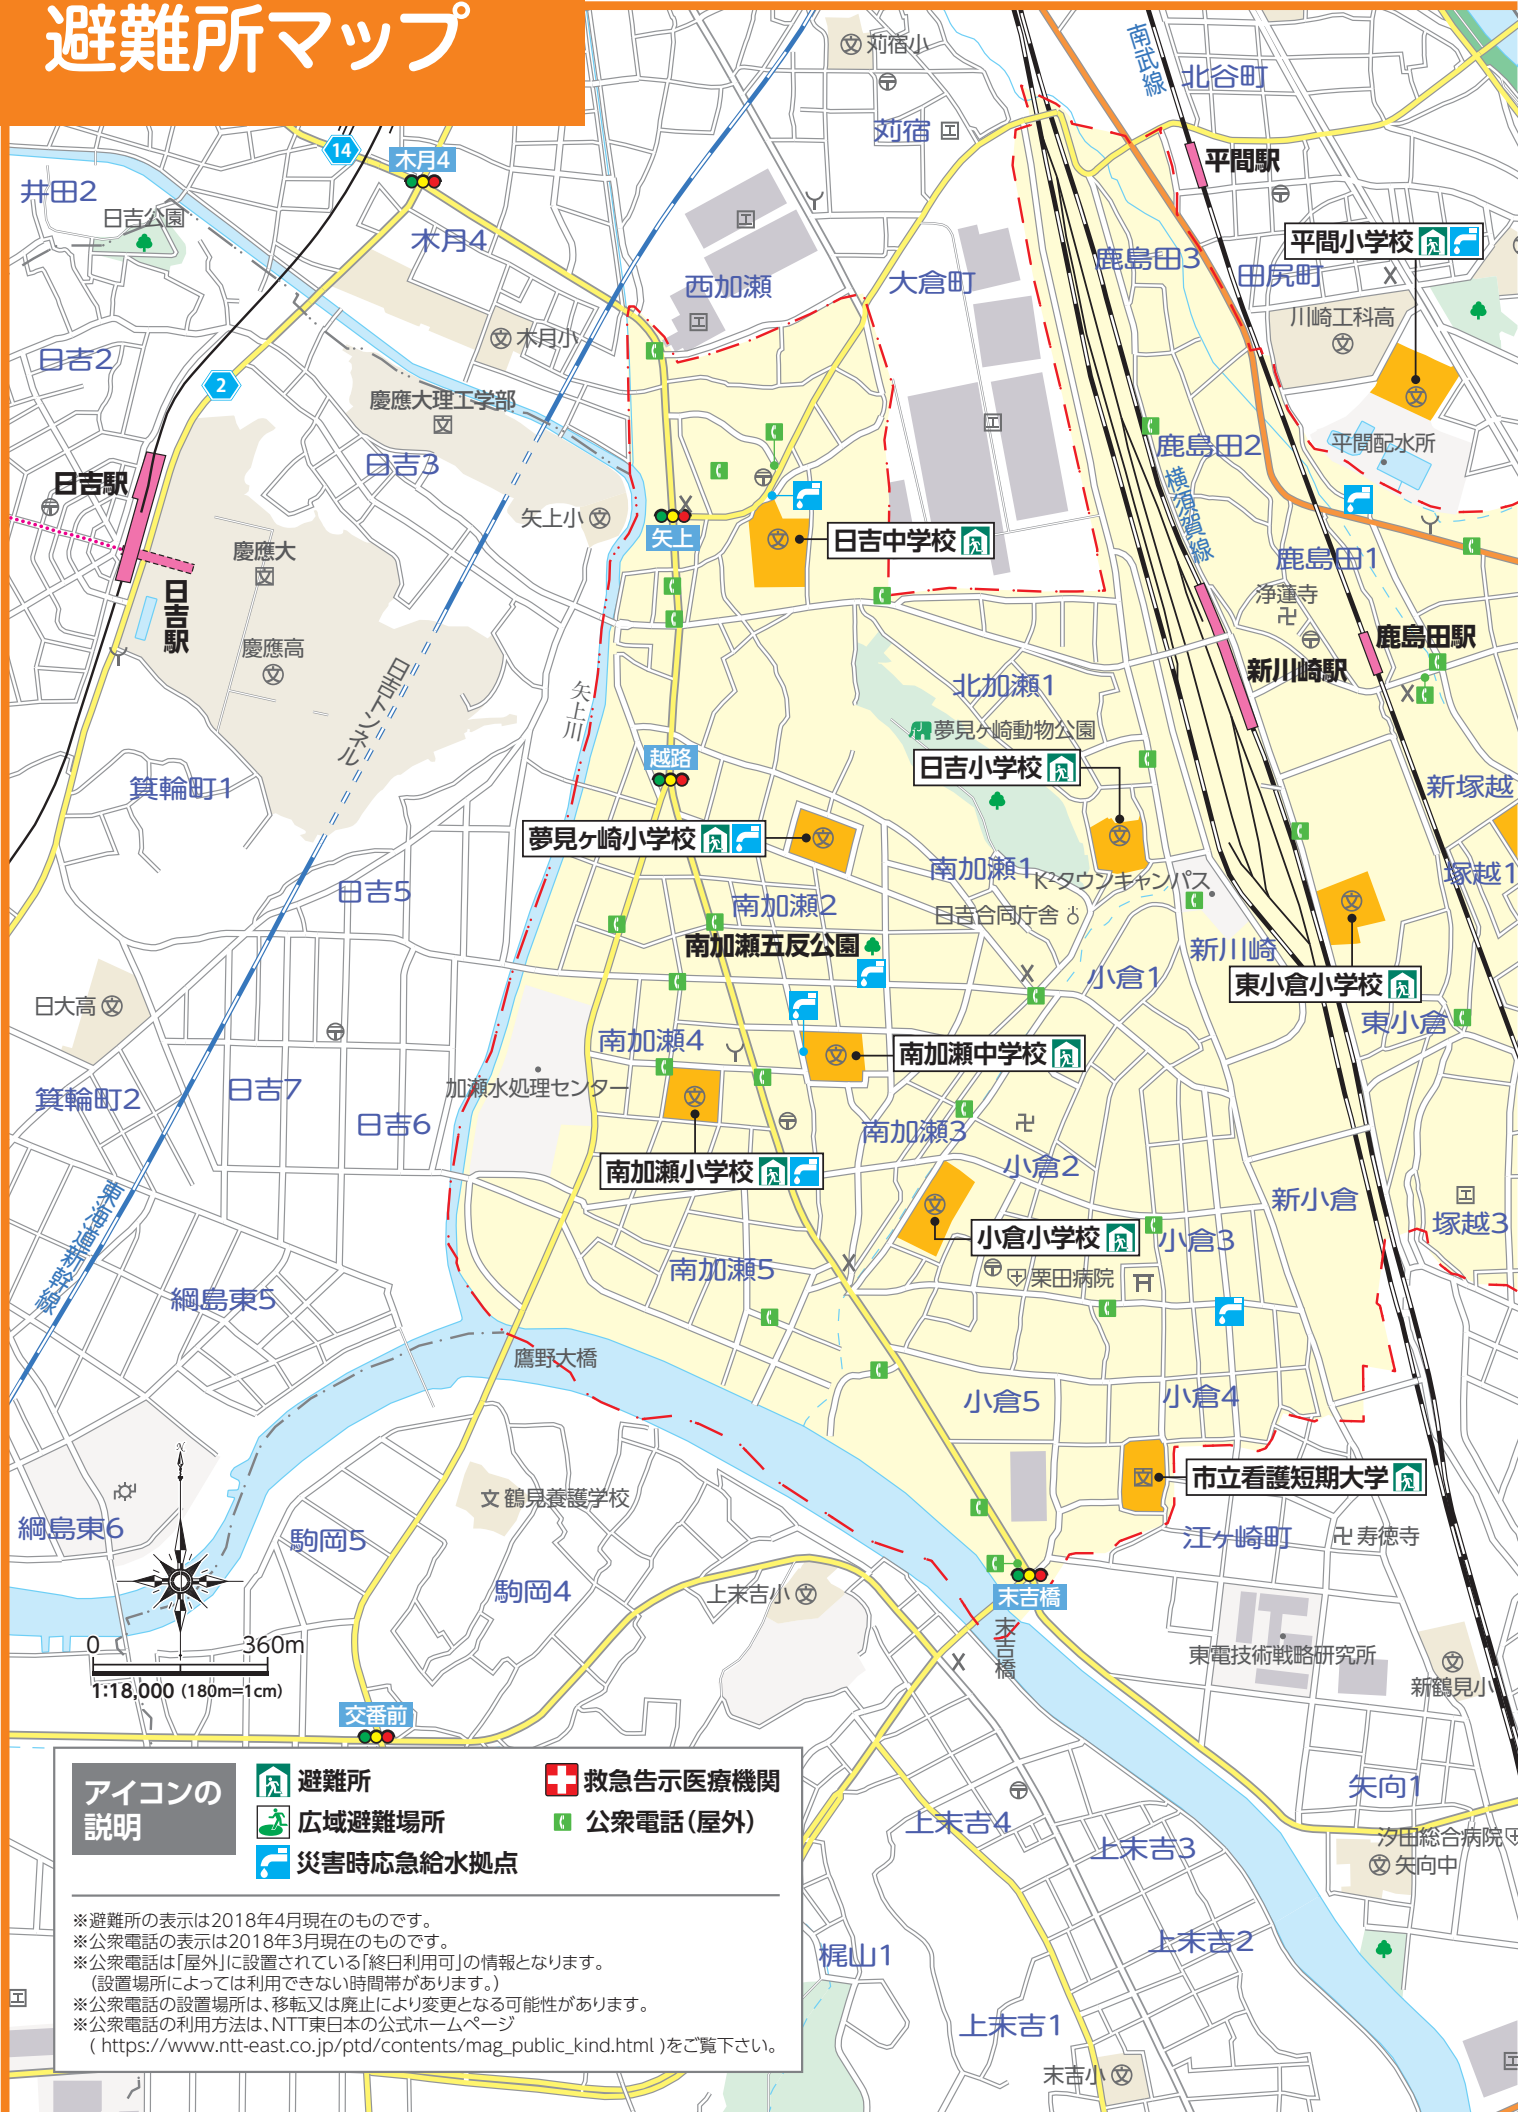 避難所マップ
苅宿小
南武線
北谷町
14
木月4
苅宿
平間駅
井田2
日吉公園
木月4
平間小学校
西加瀬
大倉町
鹿島田3
田尻町
川崎工科高
木月小
日吉2
2
慶應大理工学部
鹿島田2
平間配水所
日吉3
横須賀線
日吉駅
矢上小
矢上
日吉中学校
慶應大
鹿島田1
浄蓮寺
日吉駅
慶應高
鹿島田駅
新川崎駅
日吉トンネル
矢上川
北加瀬1
夢見ヶ崎動物公園
越路
日吉小学校
箕輪町1
新塚越
夢見ヶ崎小学校
南加瀬1
K²タウンキャンパス
塚越1
日吉5
南加瀬2
日吉合同庁舎
南加瀬五反公園
新川崎
小倉1
東小倉小学校
日大高
東小倉
南加瀬4
南加瀬中学校
加瀬水処理センター
箕輪町2
日吉7
日吉6
南加瀬3
南加瀬小学校
小倉2
新小倉
東海道新幹線
塚越3
小倉小学校
小倉3
南加瀬5
栗田病院
綱島東5
鷹野大橋
小倉5
小倉4
N
市立看護短期大学
鶴見養護学校
綱島東6
駒岡5
江ヶ崎町
寿徳寺
駒岡4
上末吉小
末吉橋
末吉橋
0 360m
東電技術戦略研究所
1:18,000 (180m=1cm)
新鶴見小
交番前
アイコンの
説明
避難所
広域避難場所
災害時応急給水拠点
救急告示医療機関
公衆電話(屋外)
矢向1
上末吉4
汐田総合病院
上末吉3
矢向中
※避難所の表示は2018年4月現在のものです。
※公衆電話の表示は2018年3月現在のものです。
※公衆電話は「屋外」に設置されている「終日利用可」の情報となります。
(設置場所によっては利用できない時間帯があります。)
※公衆電話の設置場所は、移転又は廃止により変更となる可能性があります。
※公衆電話の利用方法は、NTT東日本の公式ホームページ
( https://www.ntt-east.co.jp/ptd/contents/mag_public_kind.html )をご覧下さい。
上末吉2
梶山1
上末吉1
末吉小